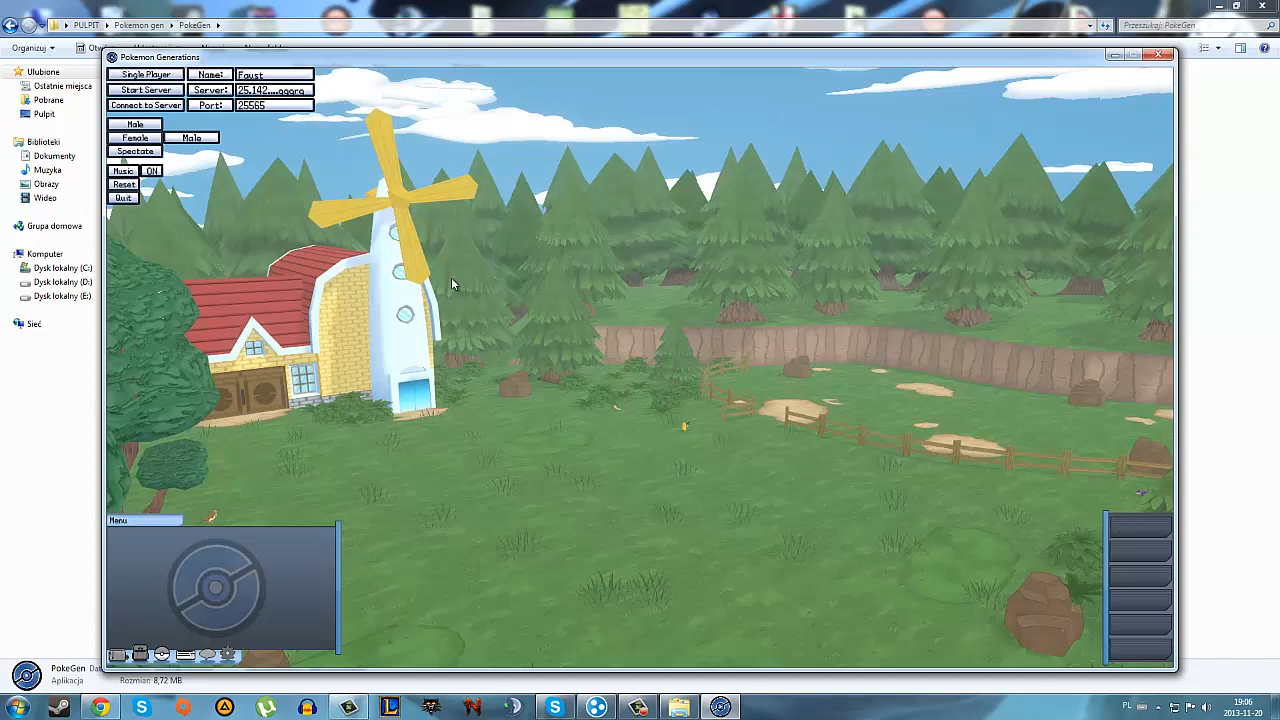 PULPIT ▸ Pokemon gen ▸ PokeGen ▸
Przeszukaj: PokeGen
Organizuj
Pokemon Generations
Ulubione
Ostatnie miejsca
Pobrane
Pulpit
Biblioteki
Dokumenty
Muzyka
Obrazy
Wideo
Grupa domowa
Komputer
Dysk lokalny (C:)
Dysk lokalny (D:)
Dysk lokalny (E:)
Sieć
Single Player Name: Faust
Start Server Server: 25.142....qqqrq
Connect to Server Port: 25565
Male
Female Male
Spectate
Music ON
Reset
Quit
Menu
PokeGen
Aplikacja
Rozmiar: 8,72 MB
PL
19:06
2013-11-20